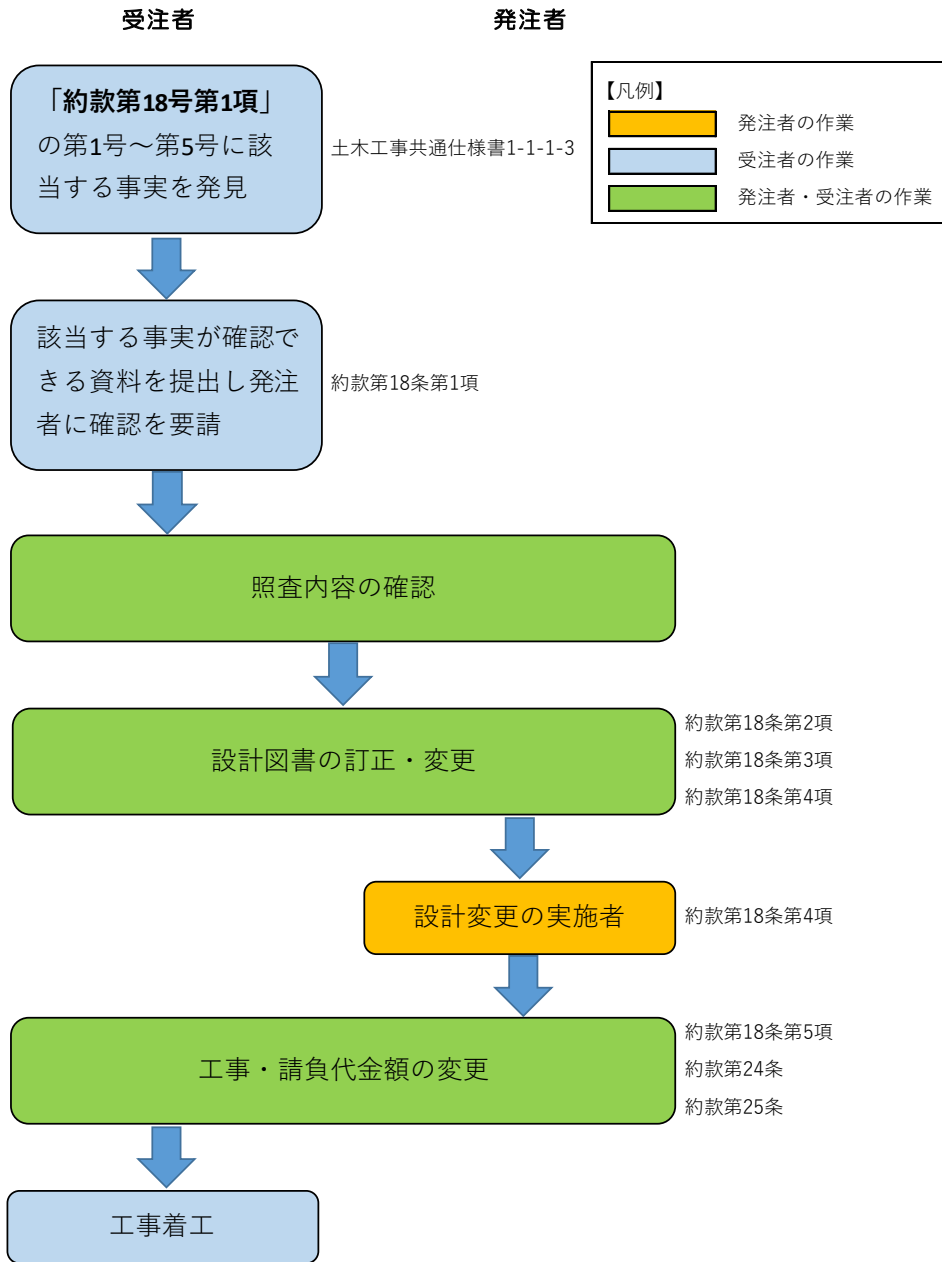 受注者
発注者
「約款第18号第1項」
の第1号～第5号に該
当する事実を発見
土木工事共通仕様書1-1-1-3
【凡例】
発注者の作業
受注者の作業
発注者・受注者の作業
該当する事実が確認で
きる資料を提出し発注
者に確認を要請
約款第18条第1項
照査内容の確認
設計図書の訂正・変更
約款第18条第2項
約款第18条第3項
約款第18条第4項
設計変更の実施者
約款第18条第4項
工事・請負代金額の変更
約款第18条第5項
約款第24条
約款第25条
工事着工